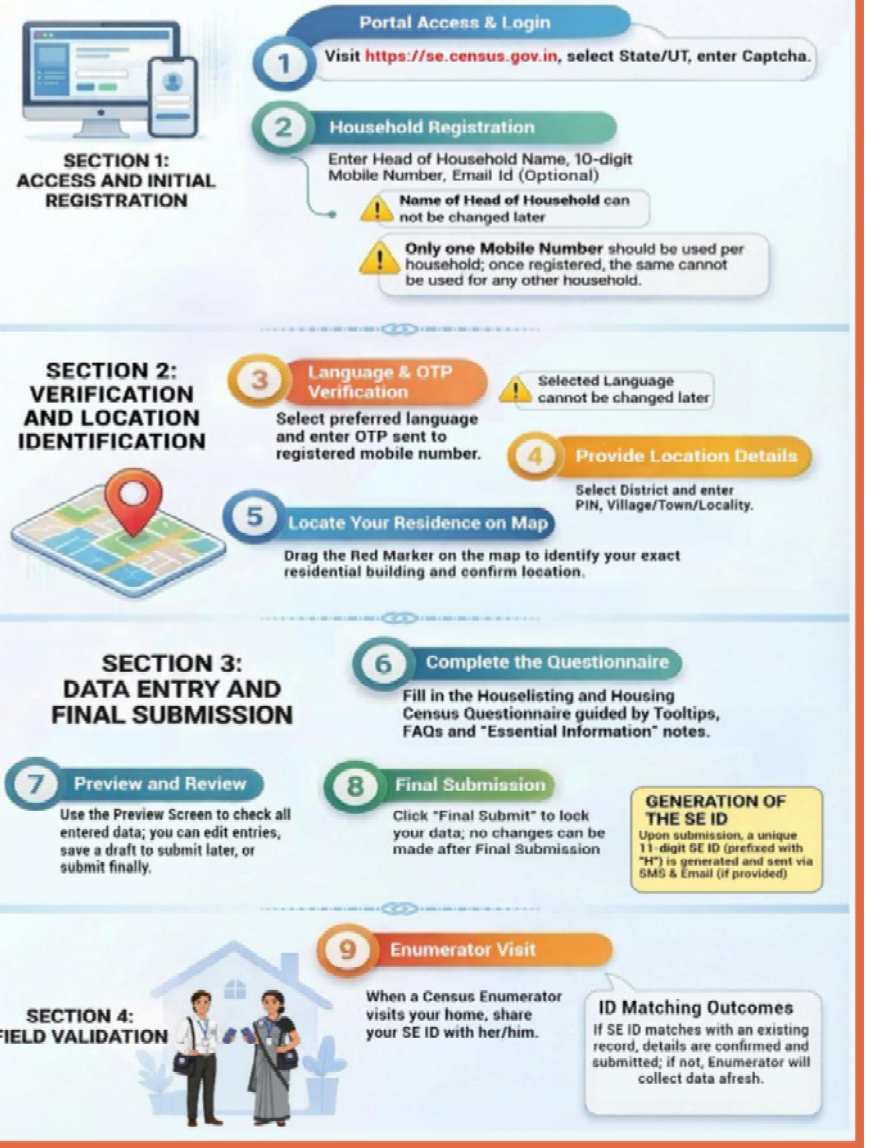 Portal Access & Login
1
Visit https://se.census.gov.in, select State/UT, enter Captcha.
2
Household Registration
Enter Head of Household Name, 10-digit
Mobile Number, Email Id (Optional)
Name of Head of Household can
not be changed later
Only one Mobile Number should be used per
household; once registered, the same cannot
be used for any other household.
SECTION 1:
ACCESS AND INITIAL
REGISTRATION
SECTION 2:
VERIFICATION
AND LOCATION
IDENTIFICATION
3
Language & OTP
Verification
Select preferred language
and enter OTP sent to
registered mobile number.
Selected Language
cannot be changed later
4
Provide Location Details
Select District and enter
PIN, Village/Town/Locality.
5
Locate Your Residence on Map
Drag the Red Marker on the map to identify your exact
residential building and confirm location.
SECTION 3:
DATA ENTRY AND
FINAL SUBMISSION
6
Complete the Questionnaire
Fill in the Houselisting and Housing
Census Questionnaire guided by Tooltips,
FAQs and "Essential Information" notes.
7
Preview and Review
Use the Preview Screen to check all
entered data; you can edit entries,
save a draft to submit later, or
submit finally.
8
Final Submission
Click "Final Submit" to lock
your data; no changes can be
made after Final Submission
GENERATION OF
THE SE ID
Upon submission, a unique
11-digit SE ID (prefixed with
"H") is generated and sent via
SMS & Email (if provided)
SECTION 4:
FIELD VALIDATION
9
Enumerator Visit
When a Census Enumerator
visits your home, share
your SE ID with her/him.
ID Matching Outcomes
If SE ID matches with an existing
record, details are confirmed and
submitted; if not, Enumerator will
collect data afresh.